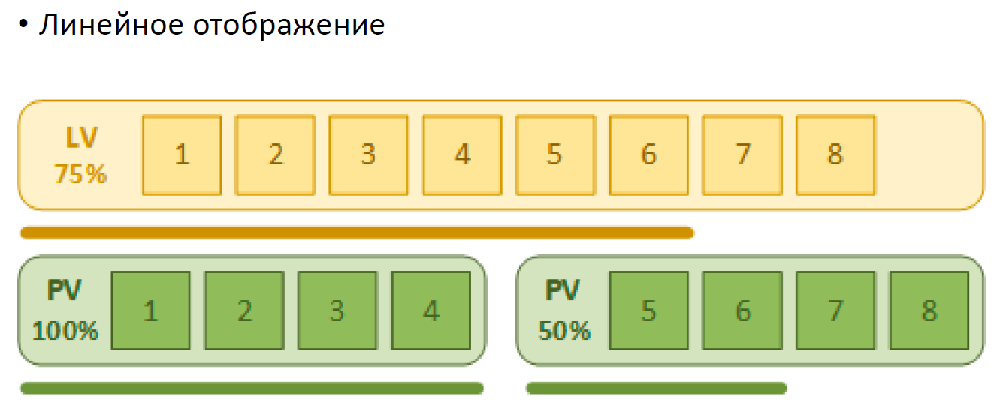 • Линейное отображение
LV
75%
1 2 3 4 5 6 7 8
PV
100%
1 2 3 4
PV
50%
5 6 7 8